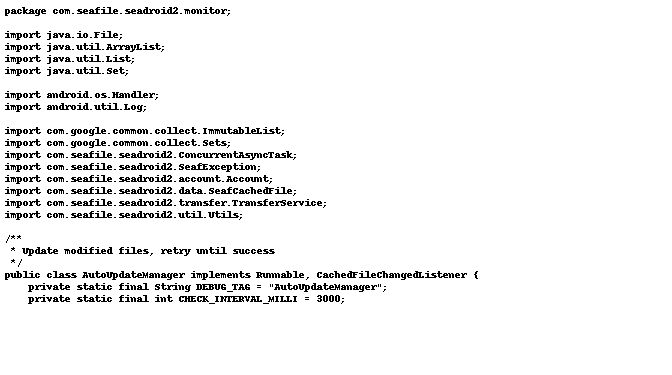 package com.seafile.seadroid2.monitor;

import java.io.File;
import java.util.ArrayList;
import java.util.List;
import java.util.Set;

import android.os.Handler;
import android.util.Log;

import com.google.common.collect.ImmutableList;
import com.google.common.collect.Sets;
import com.seafile.seadroid2.ConcurrentAsyncTask;
import com.seafile.seadroid2.SeafException;
import com.seafile.seadroid2.account.Account;
import com.seafile.seadroid2.data.SeafCachedFile;
import com.seafile.seadroid2.transfer.TransferService;
import com.seafile.seadroid2.util.Utils;

/**
 * Update modified files, retry until success
 */
public class AutoUpdateManager implements Runnable, CachedFileChangedListener {
    private static final String DEBUG_TAG = "AutoUpdateManager";
    private static final int CHECK_INTERVAL_MILLI = 3000;